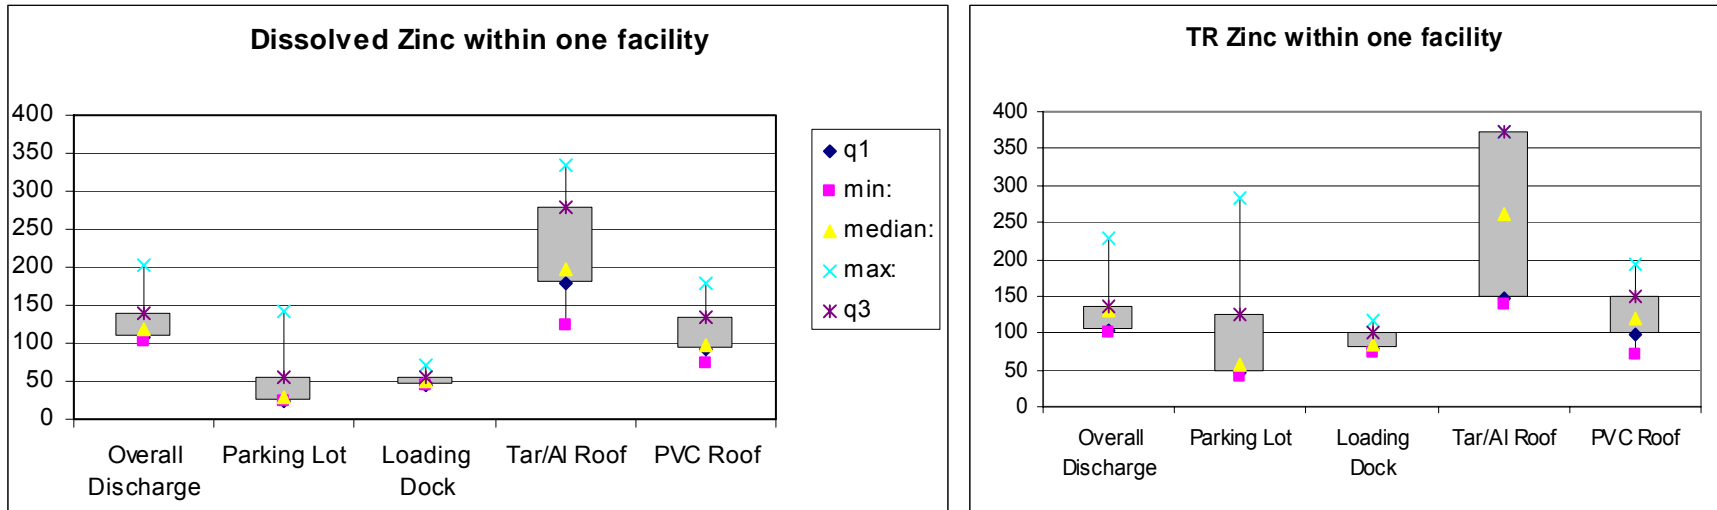 Dissolved Zinc within one facility
400
350
300
250
200
150
100
50
0
Overall Discharge
Parking Lot
Loading Dock
Tar/Al Roof
PVC Roof
q1
min:
median:
max:
q3
TR Zinc within one facility
400
350
300
250
200
150
100
50
0
Overall Discharge
Parking Lot
Loading Dock
Tar/Al Roof
PVC Roof